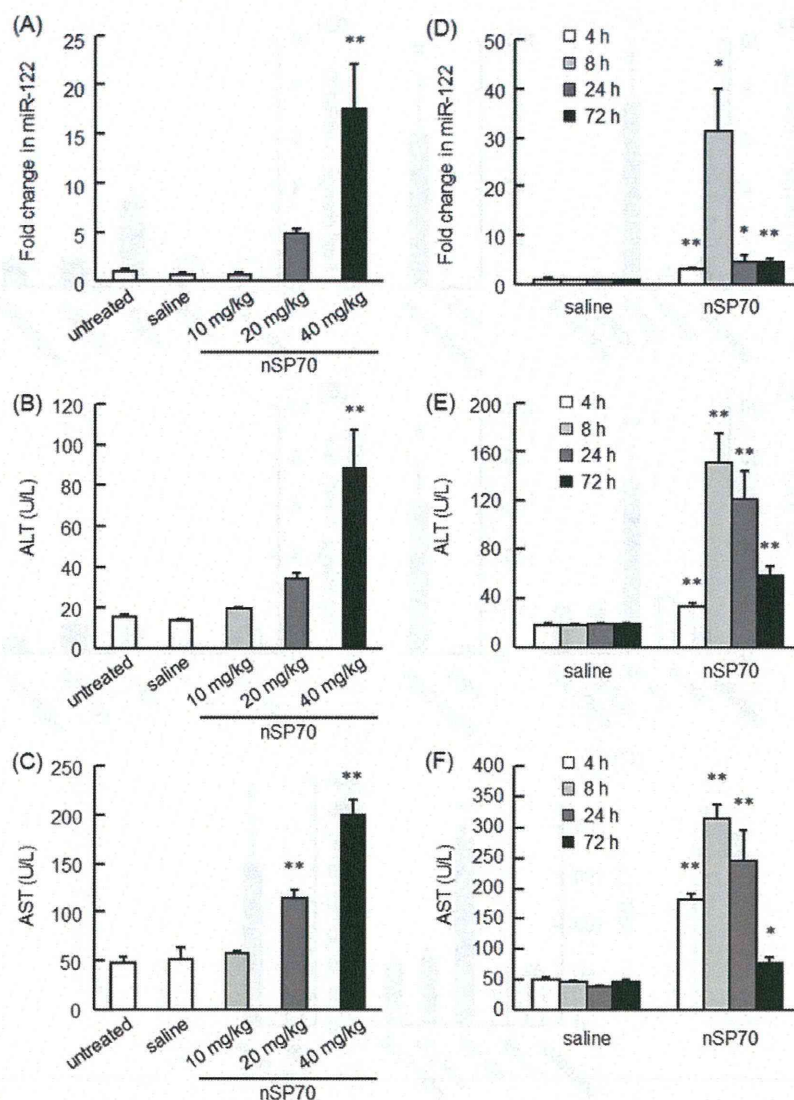 (A)
Fold change in miR-122
25
20
15
10
5
0
**
untreated
saline
10 mg/kg
20 mg/kg
40 mg/kg
nSP70
(D)
Fold change in miR-122
50
40
30
20
10
0
4 h
8 h
24 h
72 h
**
*
*
**
saline
nSP70
(B)
ALT (U/L)
120
100
80
60
40
20
0
**
untreated
saline
10 mg/kg
20 mg/kg
40 mg/kg
nSP70
(E)
ALT (U/L)
200
160
120
80
40
0
4 h
8 h
24 h
72 h
**
**
**
**
saline
nSP70
(C)
AST (U/L)
250
200
150
100
50
0
**
**
untreated
saline
10 mg/kg
20 mg/kg
40 mg/kg
nSP70
(F)
AST (U/L)
400
350
300
250
200
150
100
50
0
4 h
8 h
24 h
72 h
**
**
**
*
saline
nSP70